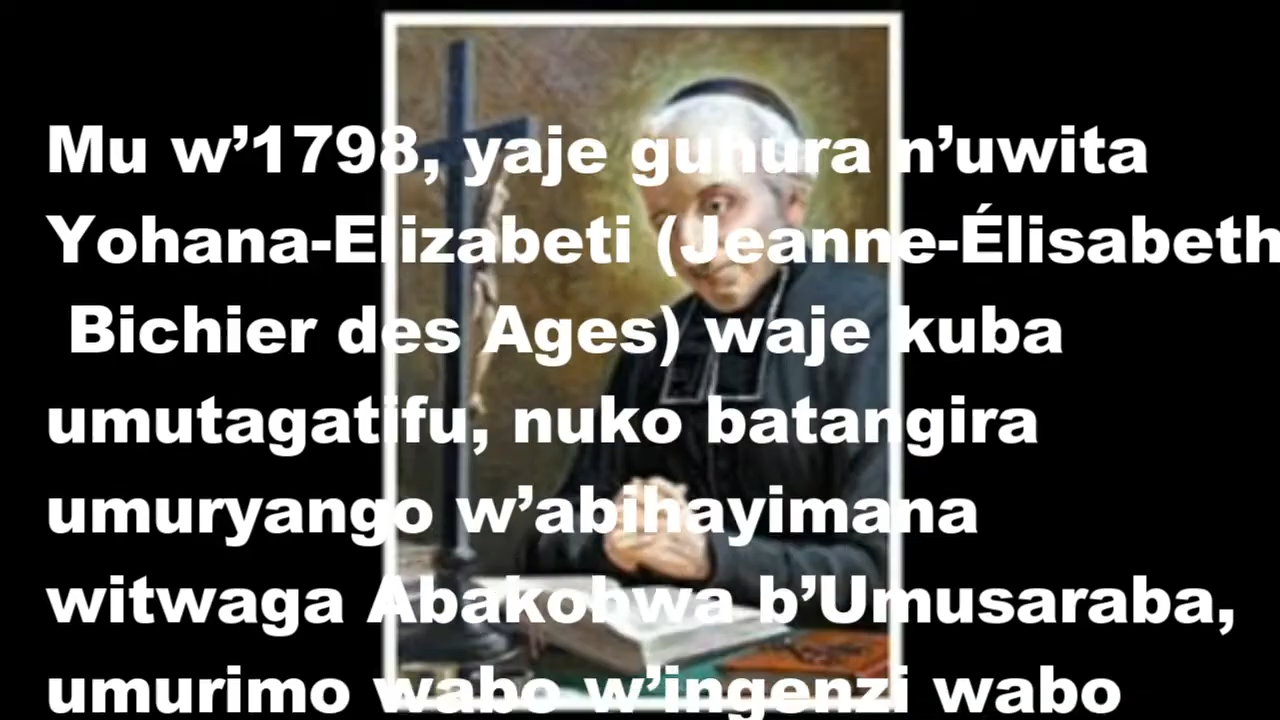 Mu w’1798, yaje guhura n’uwita
Yohana-Elizabeti (Jeanne-Élisabeth
Bichier des Ages) waje kuba
umutagatifu, nuko batangira
umuryango w’abihayimana
witwaga Abakobwa b’Umusaraba,
umurimo wabo w’ingenzi wabo